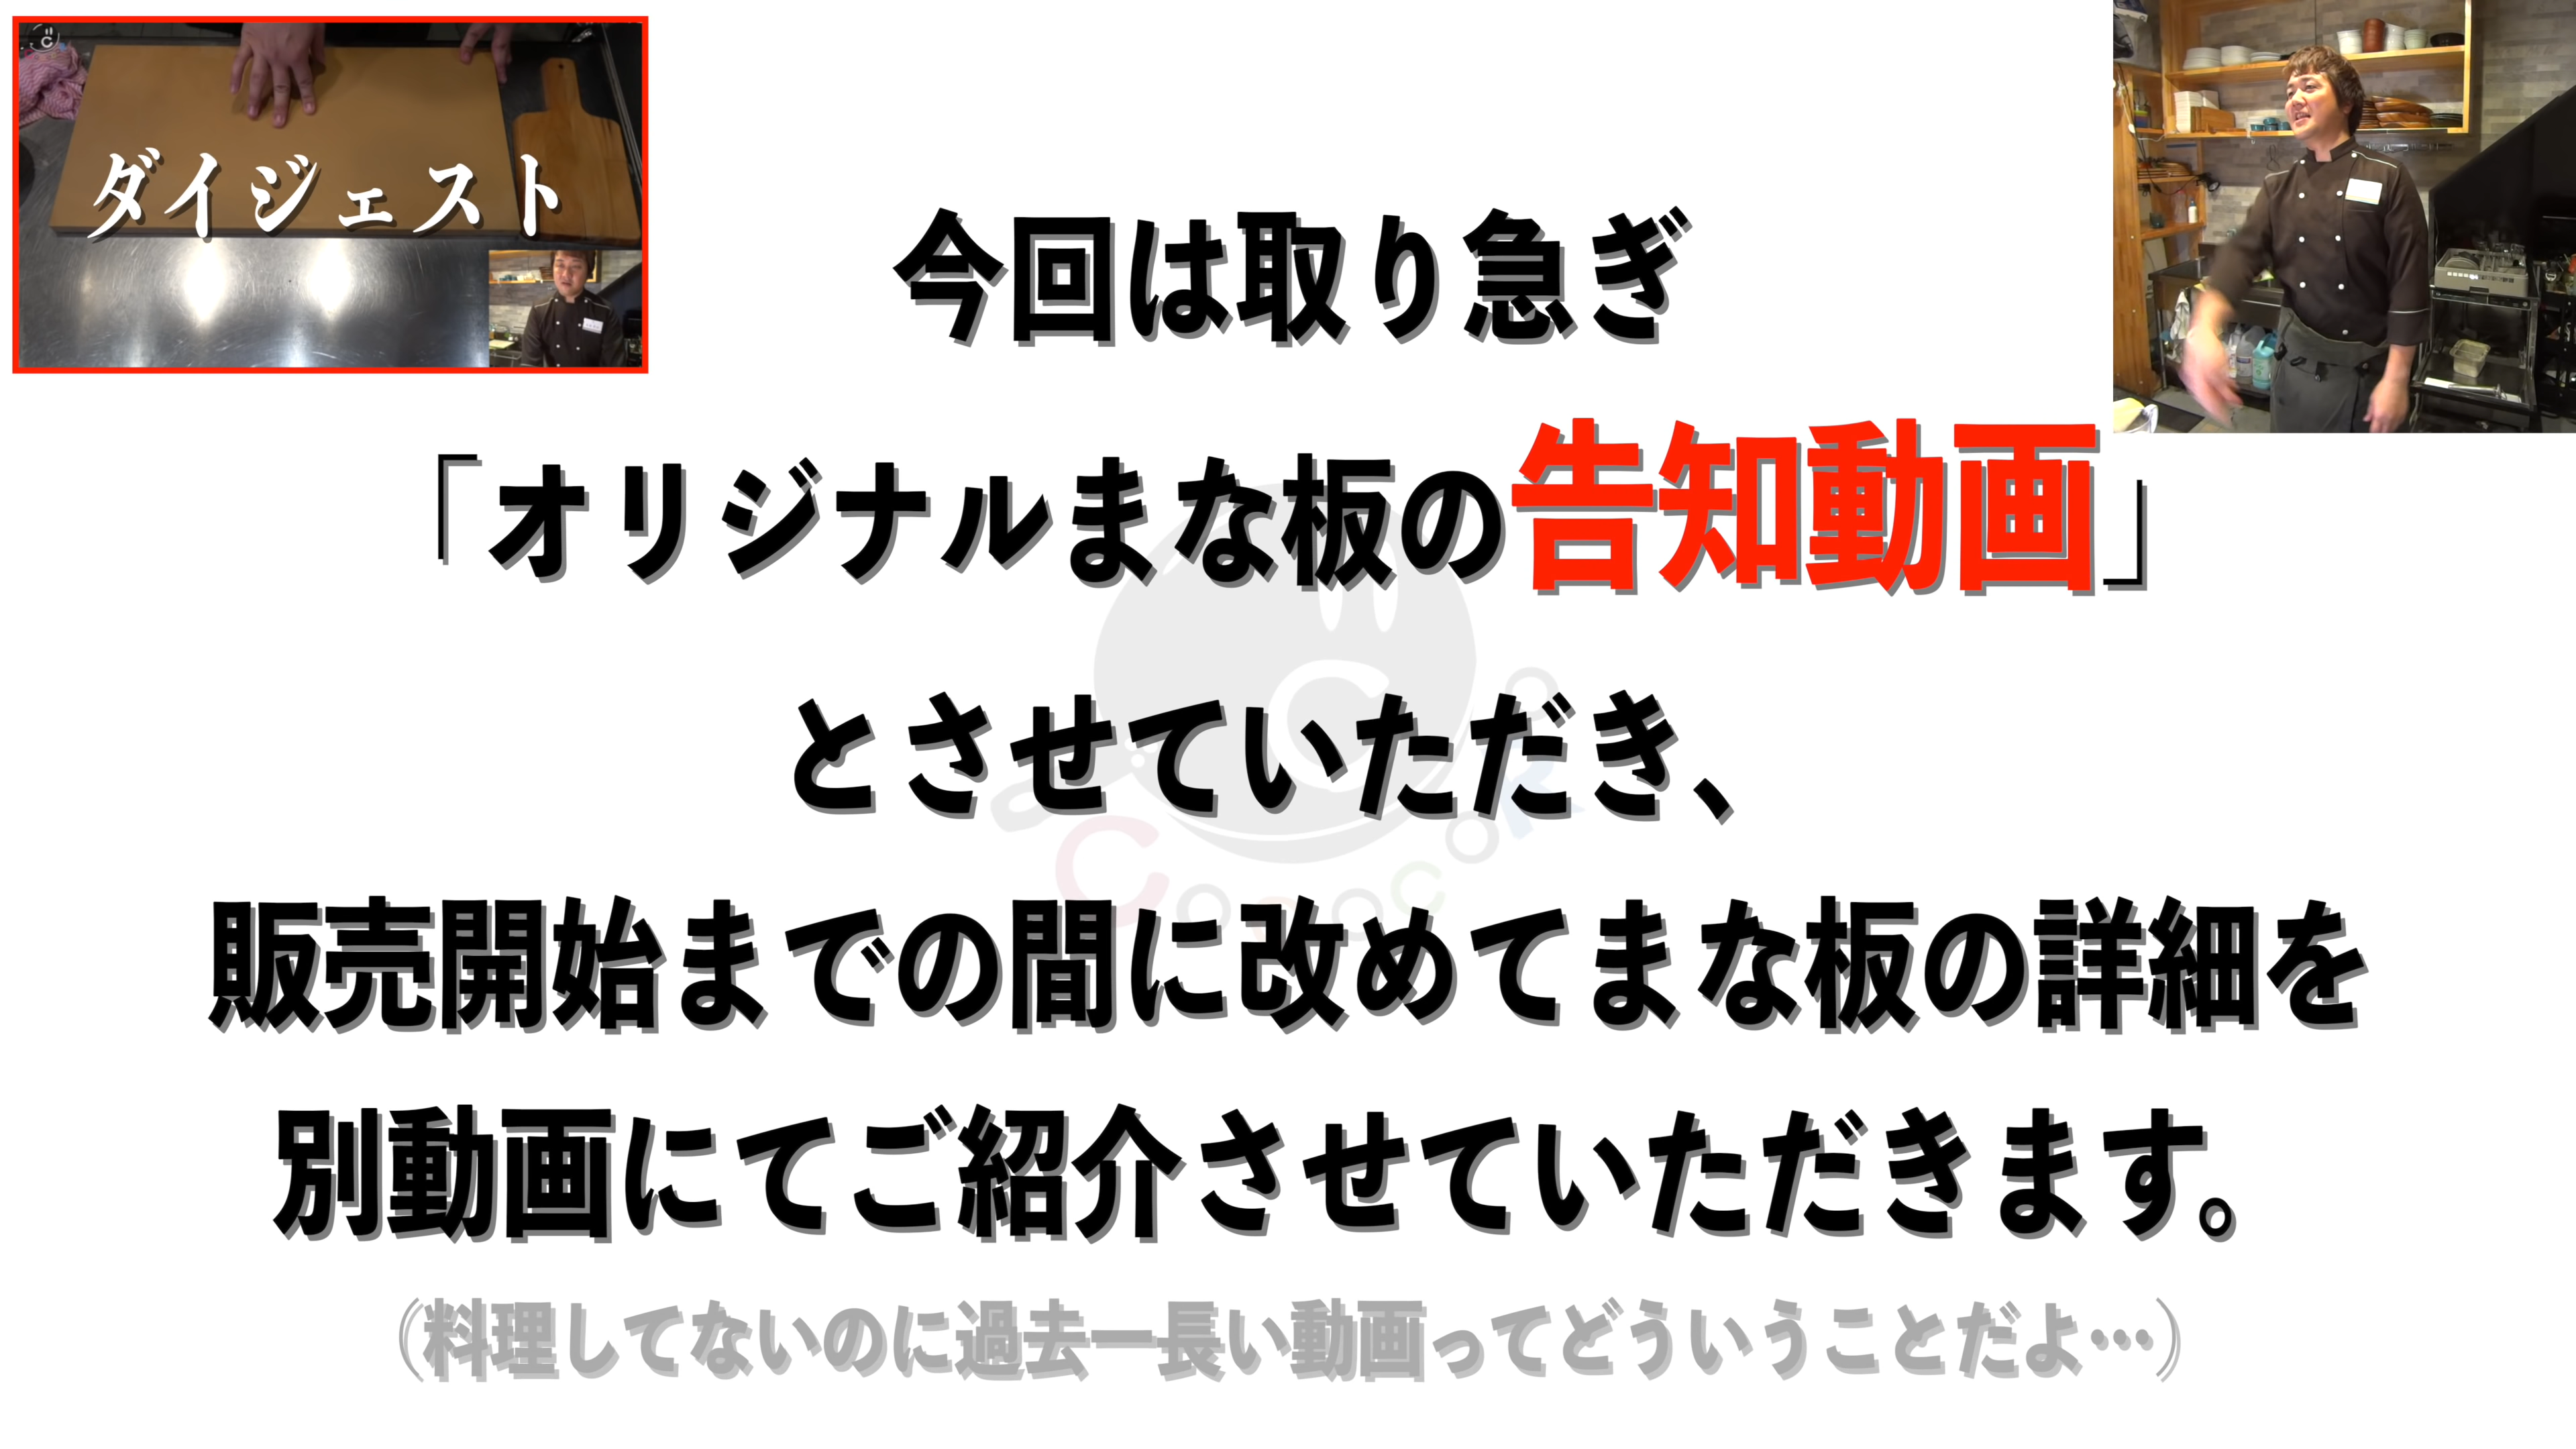 ダイジェスト
今回は取り急ぎ
「オリジナルまな板の告知動画」
とさせていただき、
販売開始までの間に改めてまな板の詳細を
別動画にてご紹介させていただきます。
(料理してないのに過去一長い動画ってどういうことだよ…)